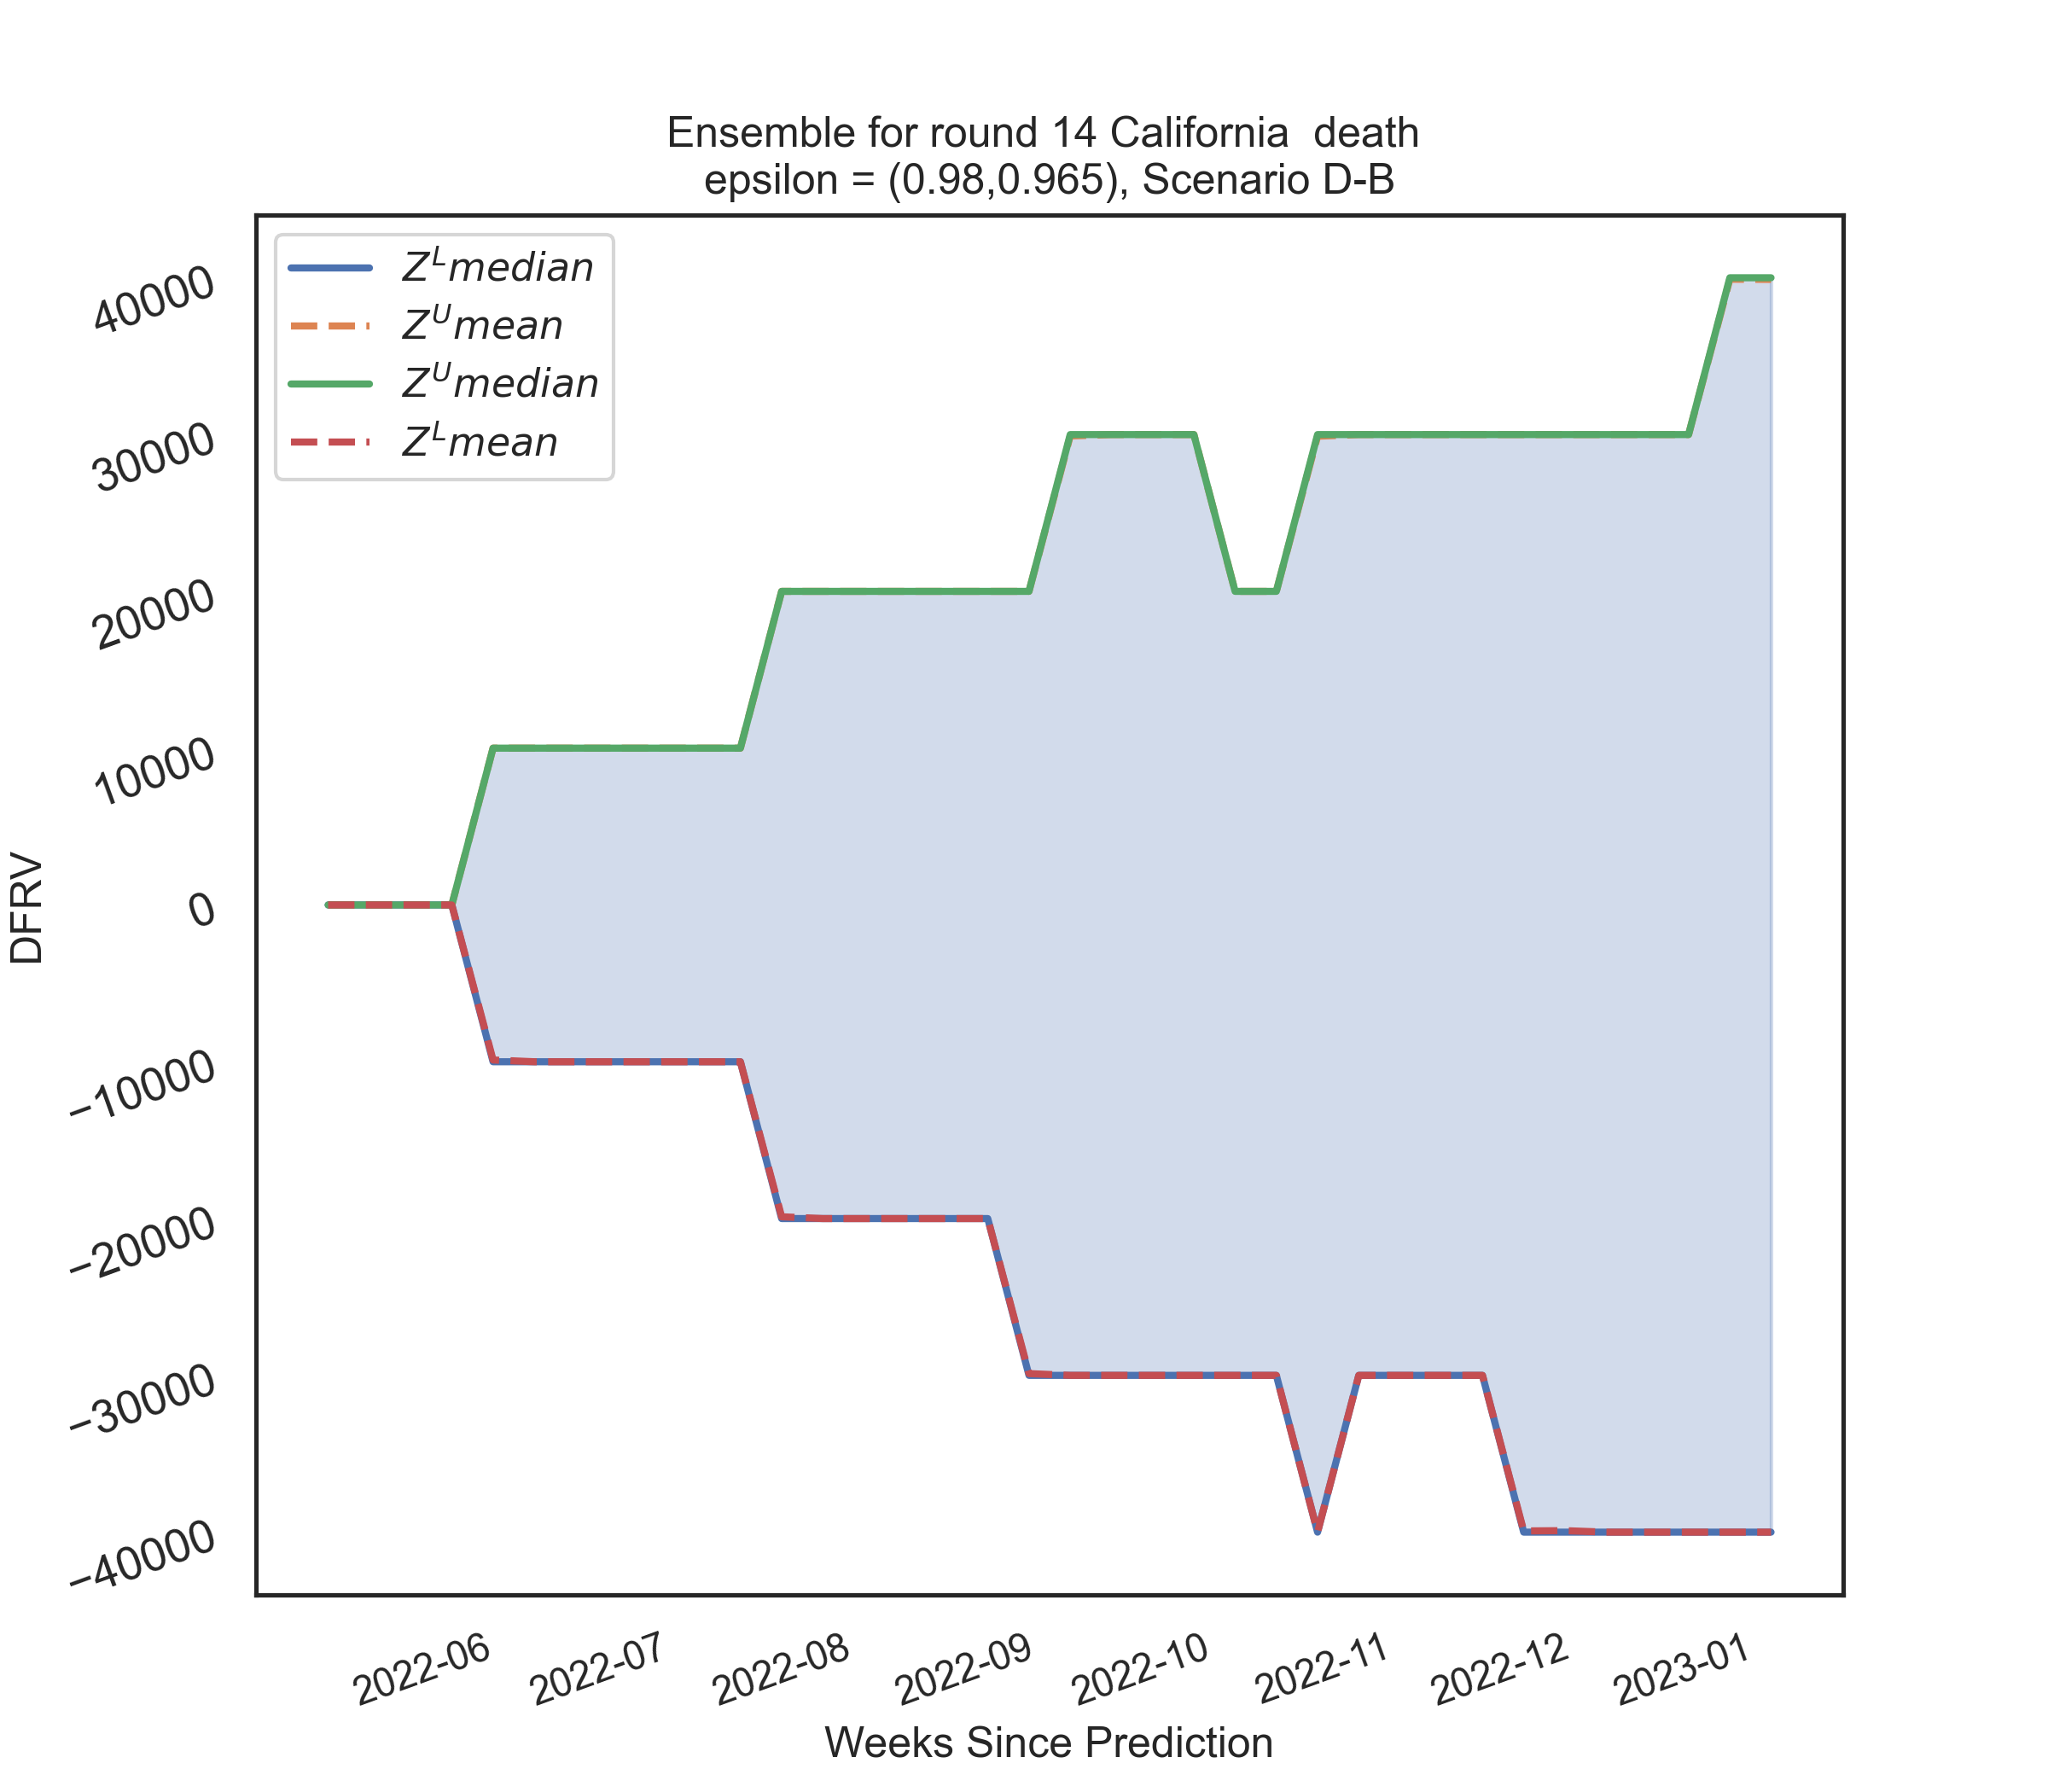 Ensemble for round 14 California  death
epsilon = (0.98,0.965), Scenario D-B
Z^L median
Z^U mean
Z^U median
Z^L mean
40000
30000
20000
10000
0
−10000
−20000
−30000
−40000
DFRV
2022-06
2022-07
2022-08
2022-09
2022-10
2022-11
2022-12
2023-01
Weeks Since Prediction